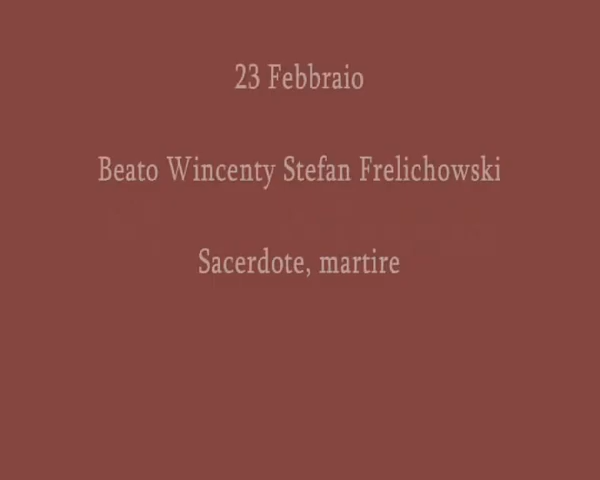 23 Febbraio
Beato Wincenty Stefan Frelichowski
Sacerdote, martire